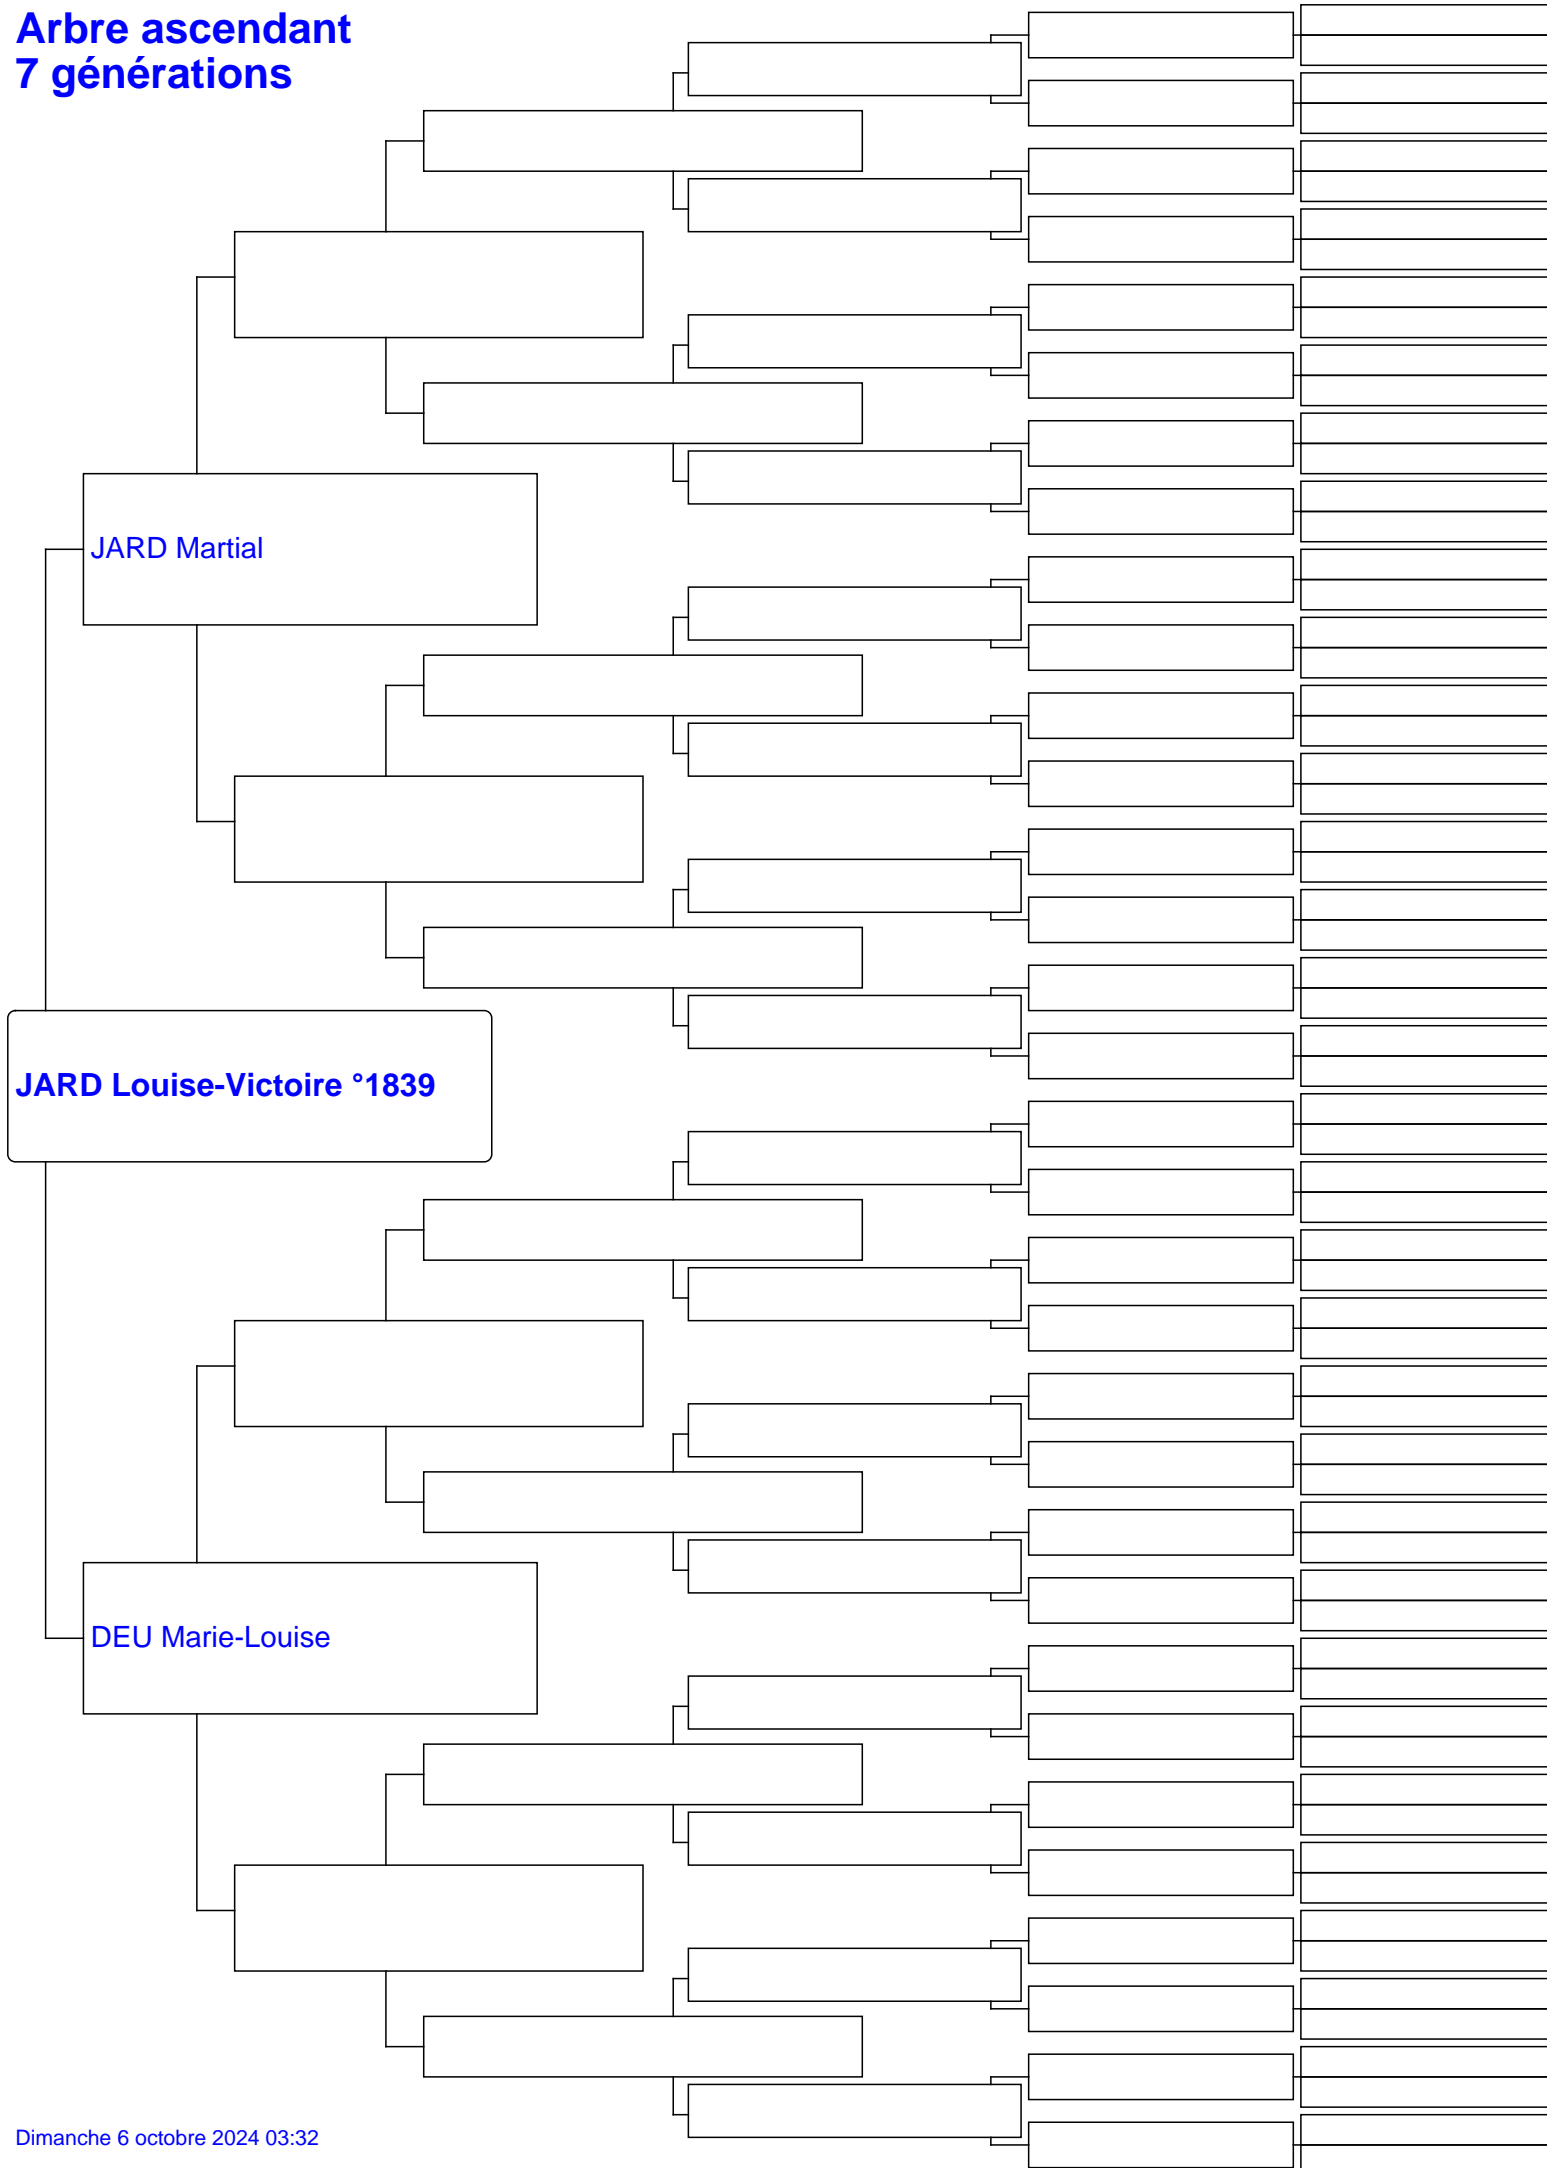 Arbre ascendant
7 générations
JARD Martial
JARD Louise-Victoire °1839
DEU Marie-Louise
Dimanche 6 octobre 2024 03:32